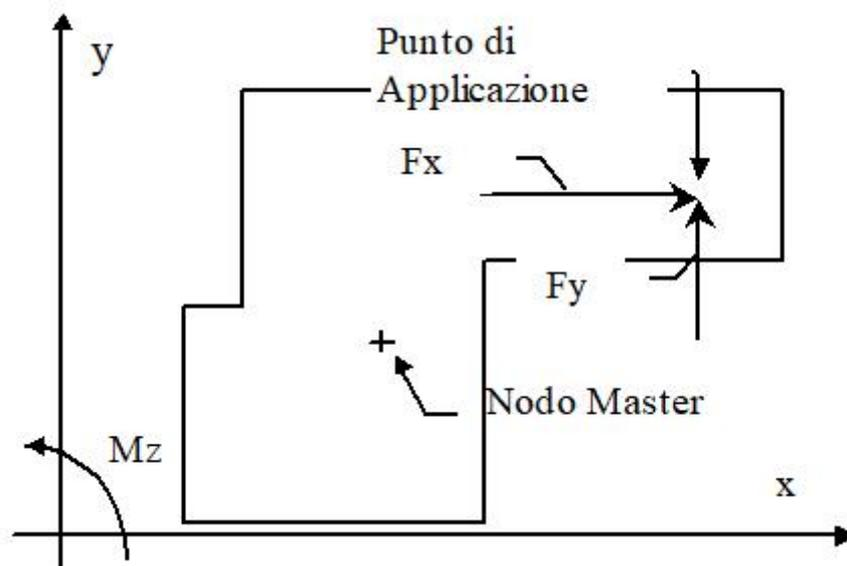 y
Punto di
Applicazione
Fx
Fy
Nodo Master
Mz
x